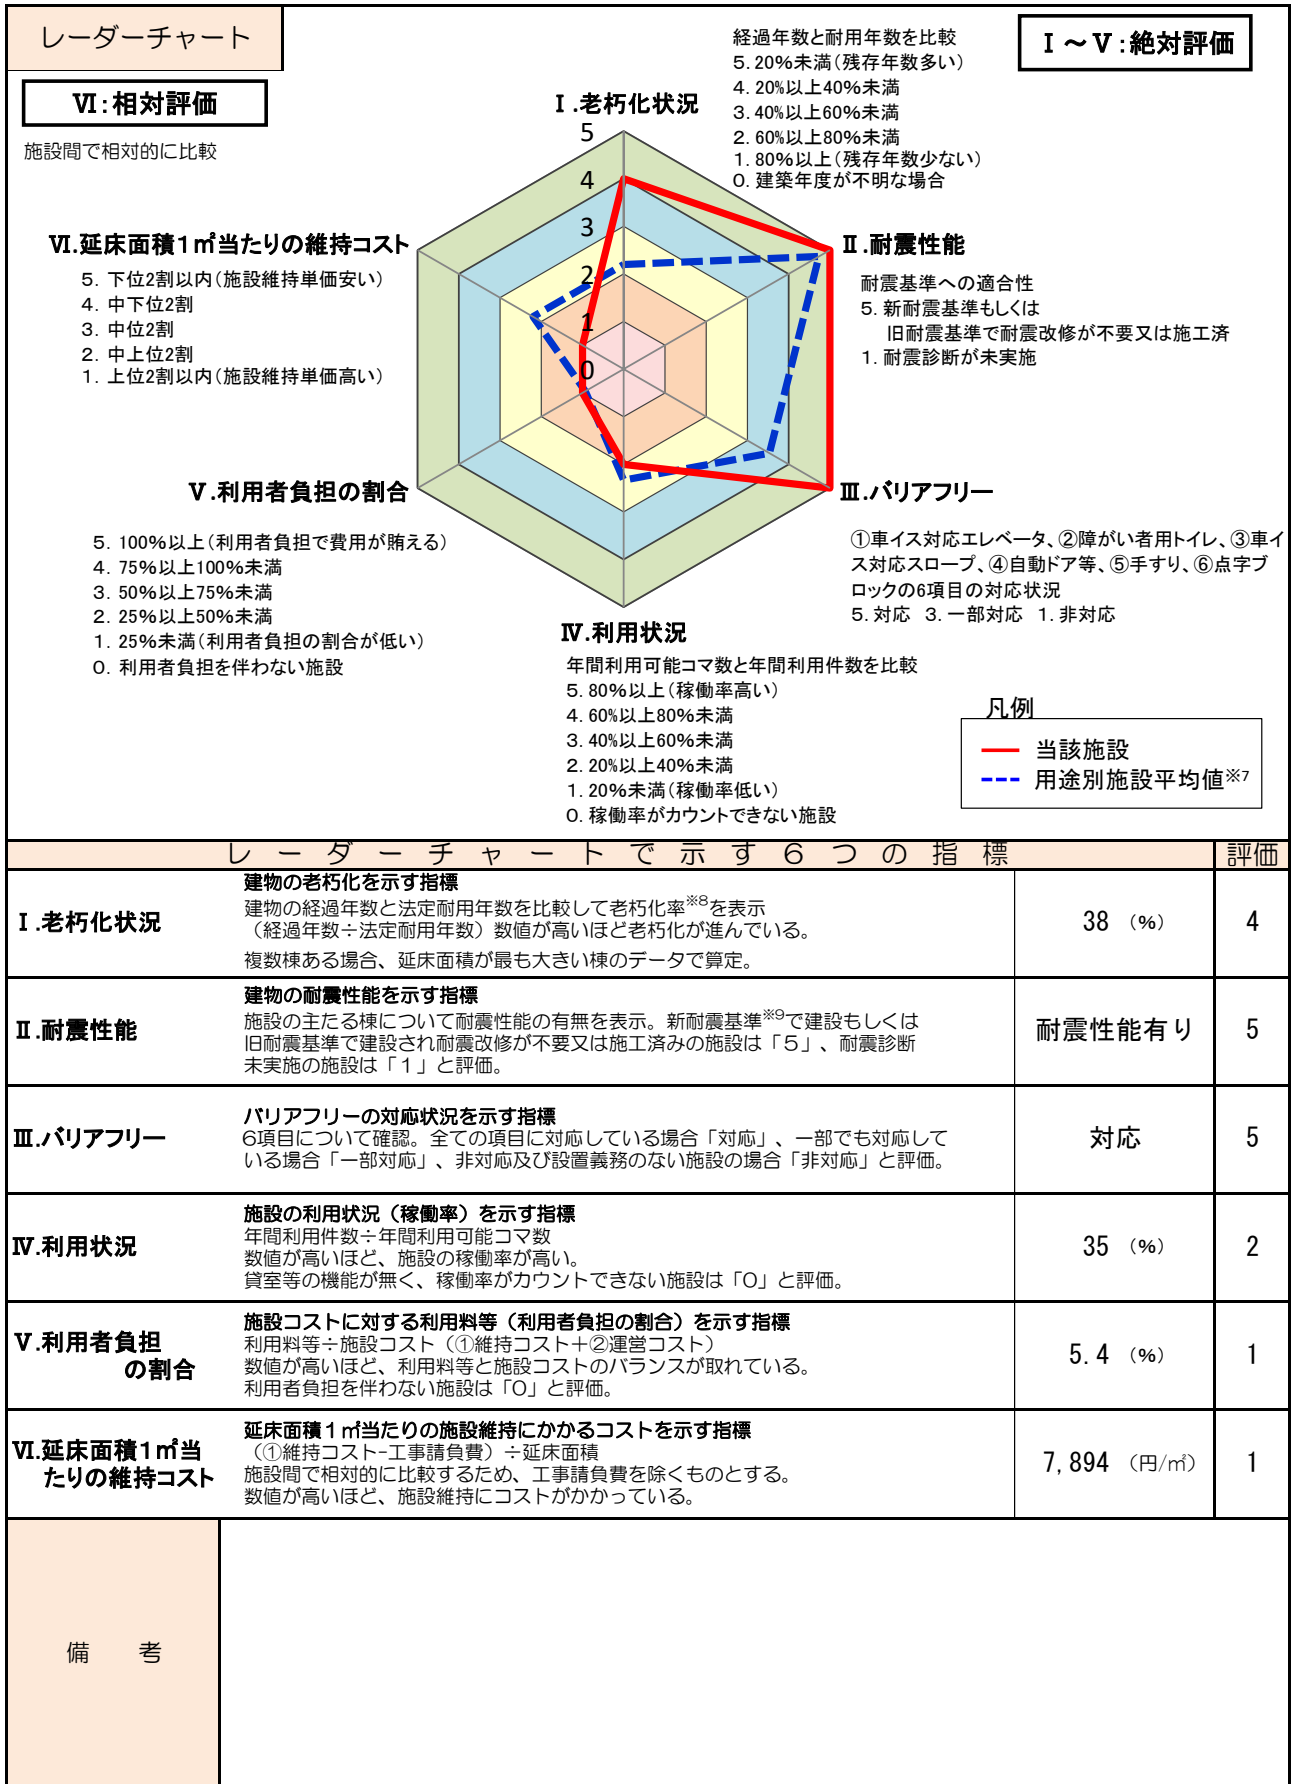 レーダーチャート
Ⅰ～Ⅴ：絶対評価
Ⅵ：相対評価
施設間で相対的に比較
経過年数と耐用年数を比較
5. 20%未満（残存年数多い）
4. 20%以上40%未満
3. 40%以上60%未満
2. 60%以上80%未満
1. 80%以上（残存年数少ない）
0. 建築年度が不明な場合
Ⅰ.老朽化状況
5
4
3
2
1
0
Ⅱ.耐震性能
耐震基準への適合性
5. 新耐震基準もしくは
旧耐震基準で耐震改修が不要又は施工済
1. 耐震診断が未実施
Ⅵ.延床面積1㎡当たりの維持コスト
5. 下位2割以内（施設維持単価安い）
4. 中下位2割
3. 中位2割
2. 中上位2割
1. 上位2割以内（施設維持単価高い）
Ⅴ.利用者負担の割合
5. 100%以上（利用者負担で費用が賄える）
4. 75%以上100%未満
3. 50%以上75%未満
2. 25%以上50%未満
1. 25%未満（利用者負担の割合が低い）
0. 利用者負担を伴わない施設
Ⅲ.バリアフリー
①車イス対応エレベータ、②障がい者用トイレ、③車イ
ス対応スロープ、④自動ドア等、⑤手すり、⑥点字ブ
ロックの6項目の対応状況
5. 対応 3. 一部対応 1. 非対応
Ⅳ.利用状況
年間利用可能コマ数と年間利用件数を比較
5. 80%以上（稼働率高い）
4. 60%以上80%未満
3. 40%以上60%未満
2. 20%以上40%未満
1. 20%未満（稼働率低い）
0. 稼働率がカウントできない施設
凡例
当該施設
用途別施設平均値※7
レーダーチャートで示す6つの指標 評価
Ⅰ.老朽化状況
建物の老朽化を示す指標
建物の経過年数と法定耐用年数を比較して老朽化率※8を表示
（経過年数÷法定耐用年数）数値が高いほど老朽化が進んでいる。
複数棟ある場合、延床面積が最も大きい棟のデータで算定。
38 （%） 4
Ⅱ.耐震性能
建物の耐震性能を示す指標
施設の主たる棟について耐震性能の有無を表示。新耐震基準※9で建設もしくは
旧耐震基準で建設され耐震改修が不要又は施工済みの施設は「5」、耐震診断
未実施の施設は「1」と評価。
耐震性能有り 5
Ⅲ.バリアフリー
バリアフリーの対応状況を示す指標
6項目について確認。全ての項目に対応している場合「対応」、一部でも対応して
いる場合「一部対応」、非対応及び設置義務のない施設の場合「非対応」と評価。
対応 5
Ⅳ.利用状況
施設の利用状況（稼働率）を示す指標
年間利用件数÷年間利用可能コマ数
数値が高いほど、施設の稼働率が高い。
貸室等の機能が無く、稼働率がカウントできない施設は「0」と評価。
35 （%） 2
Ⅴ.利用者負担
の割合
施設コストに対する利用料等（利用者負担の割合）を示す指標
利用料等÷施設コスト（①維持コスト+②運営コスト）
数値が高いほど、利用料等と施設コストのバランスが取れている。
利用者負担を伴わない施設は「0」と評価。
5.4 （%） 1
Ⅵ.延床面積1㎡当
たりの維持コスト
延床面積1㎡当たりの施設維持にかかるコストを示す指標
（①維持コスト-工事請負費）÷延床面積
施設間で相対的に比較するため、工事請負費を除くものとする。
数値が高いほど、施設維持にコストがかかっている。
7,894 （円/㎡） 1
備 考